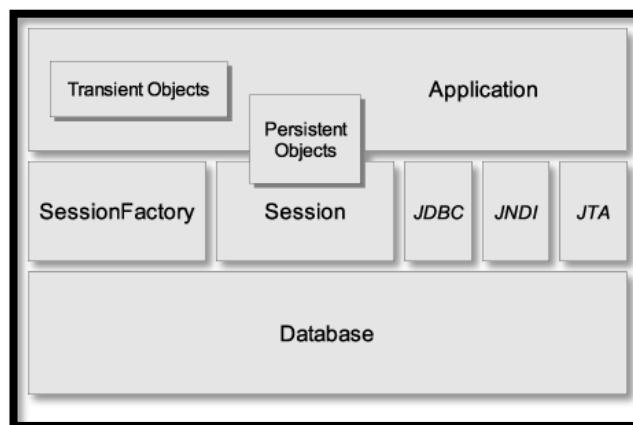 Transient Objects
Application
Persistent
Objects
SessionFactory
Session
JDBC
JNDI
JTA
Database